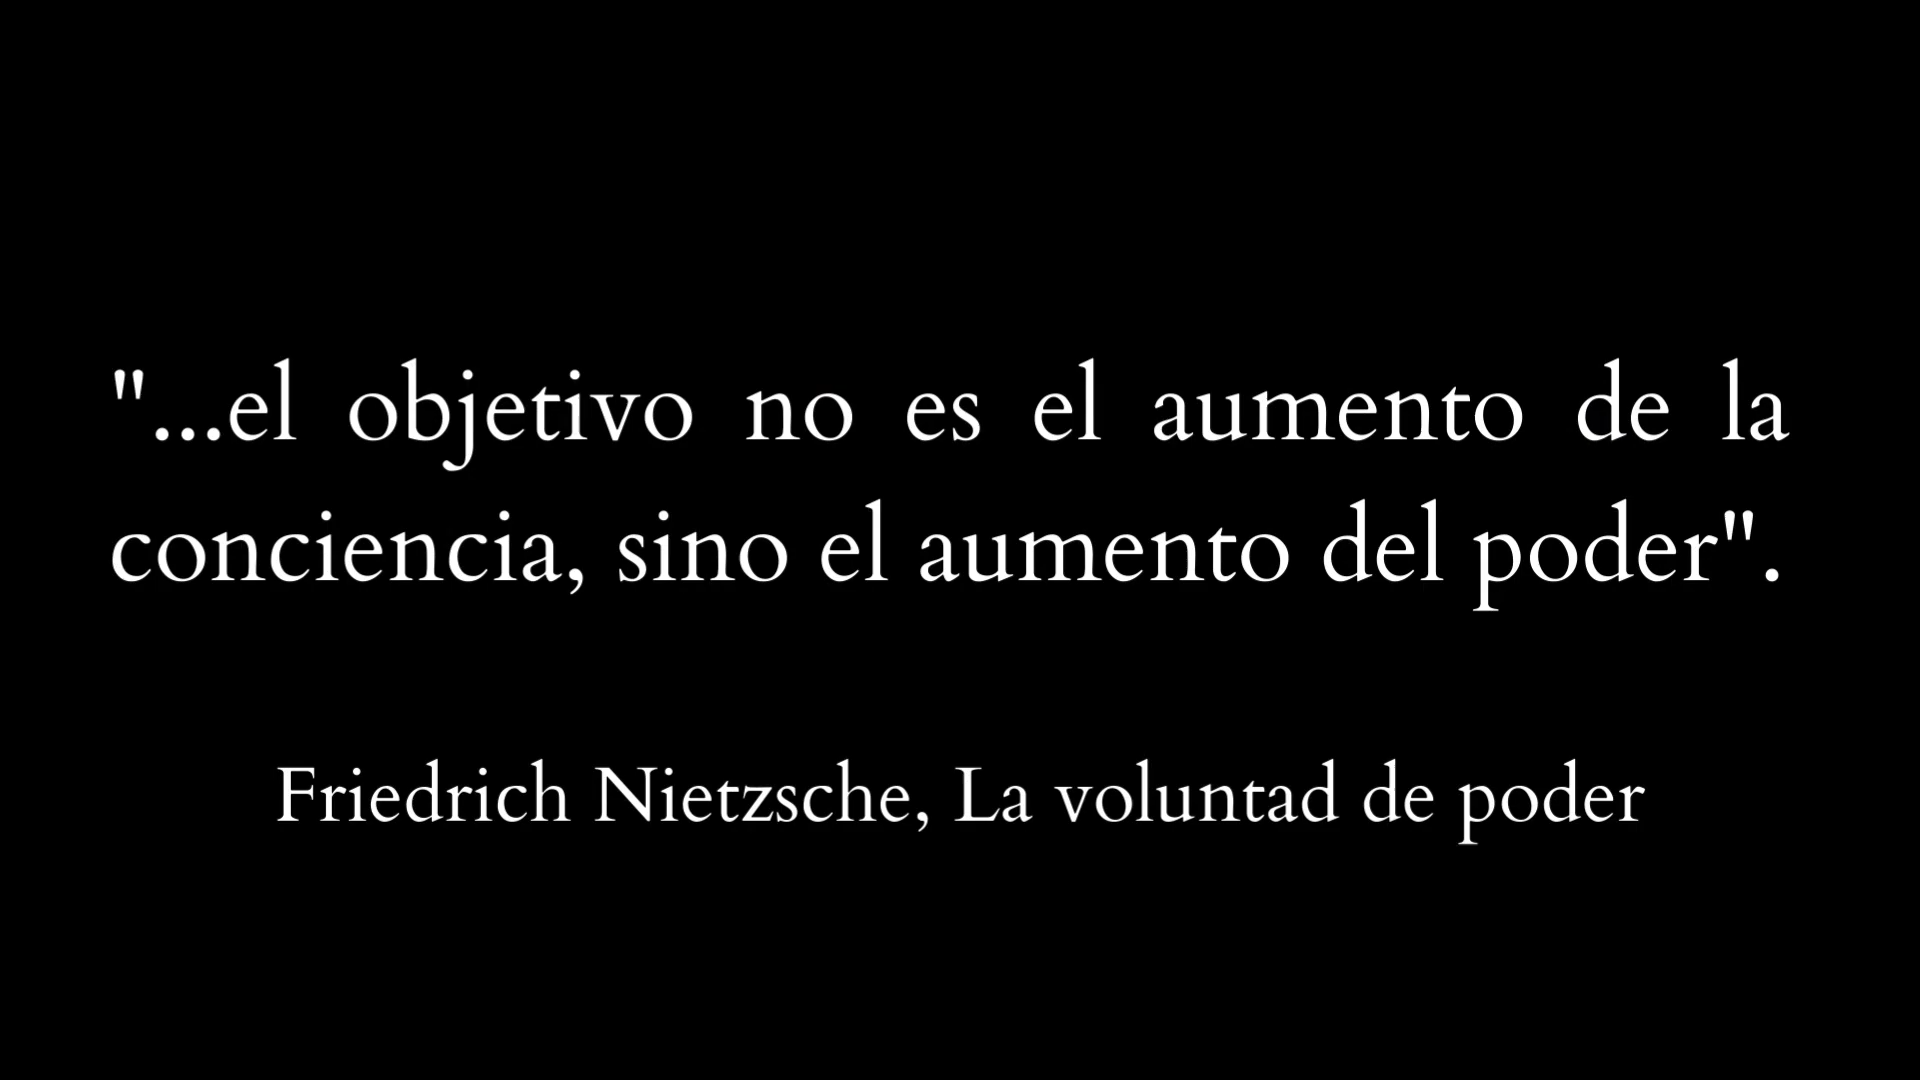 "...el objetivo no es el aumento de la
conciencia, sino el aumento del poder".
Friedrich Nietzsche, La voluntad de poder